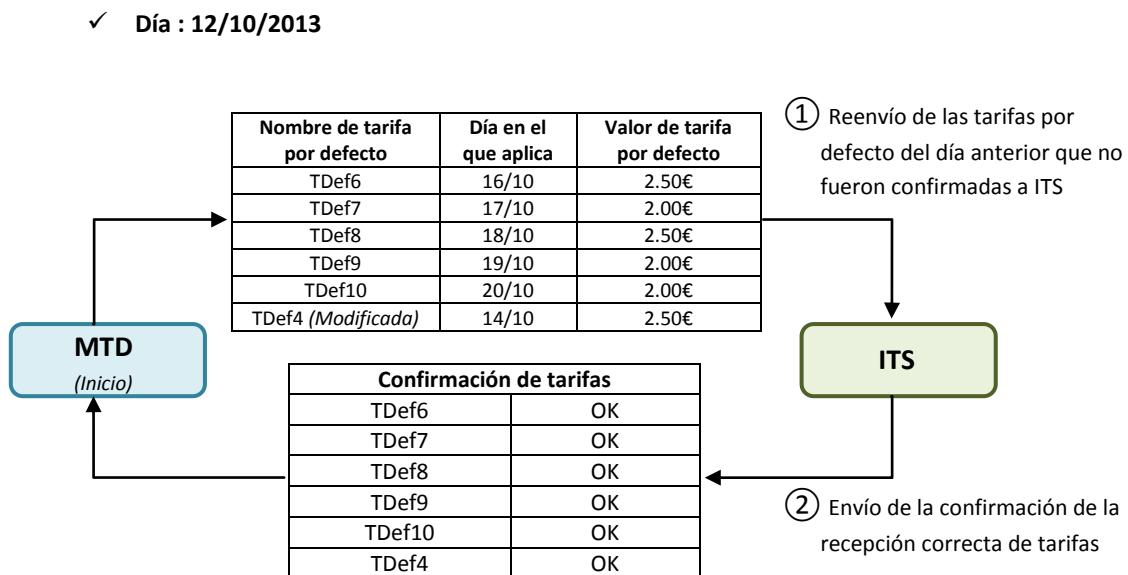 ✓ Día : 12/10/2013
① Reenvío de las tarifas por
defecto del día anterior que no
fueron confirmadas a ITS
Nombre de tarifa por defecto Día en el que aplica Valor de tarifa por defecto
TDef6 16/10 2.50€
TDef7 17/10 2.00€
TDef8 18/10 2.50€
TDef9 19/10 2.00€
TDef10 20/10 2.00€
TDef4 (Modificada) 14/10 2.50€
MTD
(Inicio)
ITS
Confirmación de tarifas
TDef6 OK
TDef7 OK
TDef8 OK
TDef9 OK
TDef10 OK
TDef4 OK
② Envío de la confirmación de la
recepción correcta de tarifas